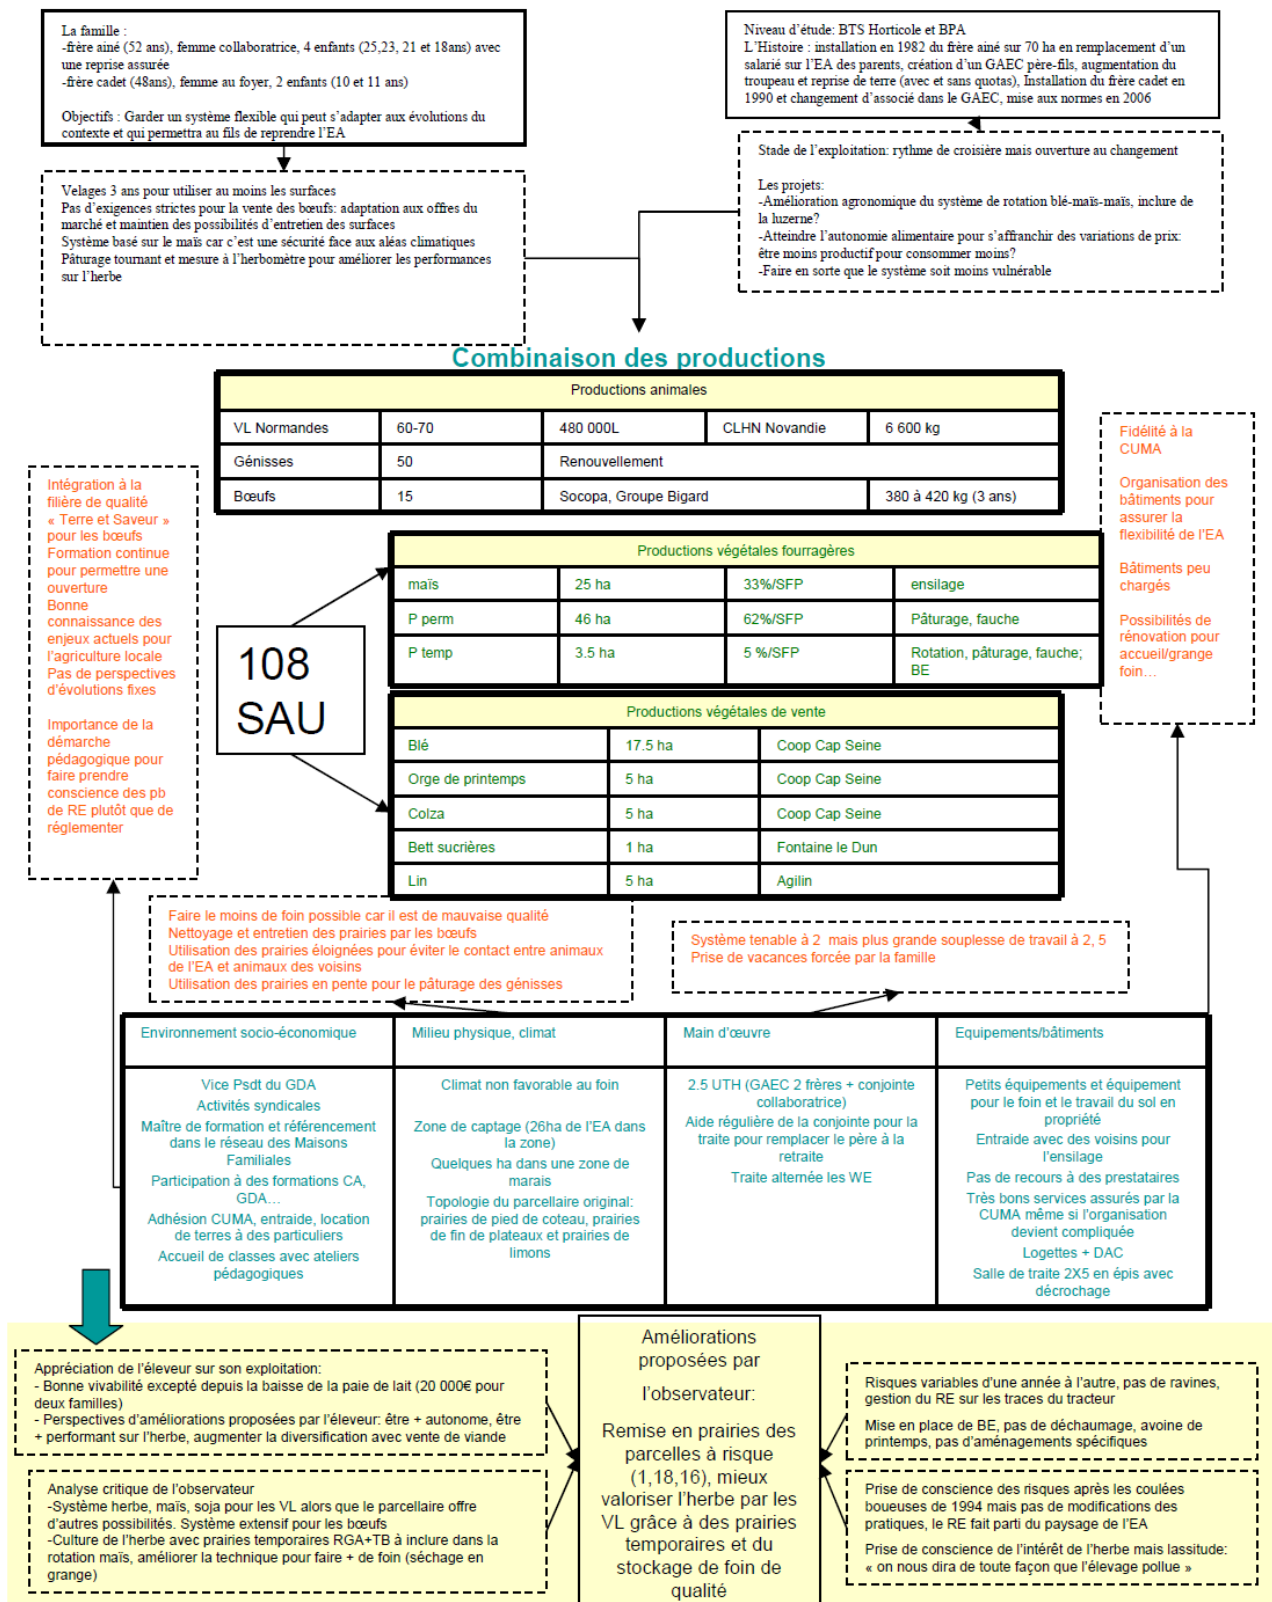 La famille :
-frère ainé (52 ans), femme collaboratrice, 4 enfants (25,23, 21 et 18ans) avec
une reprise assurée
-frère cadet (48ans), femme au foyer, 2 enfants (10 et 11 ans)
Objectifs : Garder un système flexible qui peut s'adapter aux évolutions du
contexte et qui permettra au fils de reprendre l'EA
Niveau d'étude: BTS Horticole et BPA
L'Histoire : installation en 1982 du frère ainé sur 70 ha en remplacement d'un
salarié sur l'EA des parents, création d'un GAEC père-fils, augmentation du
troupeau et reprise de terre (avec et sans quotas), Installation du frère cadet en
1990 et changement d'associé dans le GAEC, mise aux normes en 2006
Velages 3 ans pour utiliser au moins les surfaces
Pas d'exigences strictes pour la vente des bœufs: adaptation aux offres du
marché et maintien des possibilités d'entretien des surfaces
Système basé sur le maïs car c'est une sécurité face aux aléas climatiques
Pâturage tournant et mesure à l'herbomètre pour améliorer les performances
sur l'herbe
Stade de l'exploitation: rythme de croisière mais ouverture au changement
Les projets:
-Amélioration agronomique du système de rotation blé-maïs-maïs, inclure de
la luzerne?
-Atteindre l'autonomie alimentaire pour s'affranchir des variations de prix:
être moins productif pour consommer moins?
-Faire en sorte que le système soit moins vulnérable
Combinaison des productions
Productions animales
VL Normandes 60-70 480 000L CLHN Novandie 6 600 kg
Génisses 50 Renouvellement
Bœufs 15 Socopa, Groupe Bigard 380 à 420 kg (3 ans)
Intégration à la
filière de qualité
« Terre et Saveur »
pour les bœufs
Formation continue
pour permettre une
ouverture
Bonne
connaissance des
enjeux actuels pour
l'agriculture locale
Pas de perspectives
d'évolutions fixes
Importance de la
démarche
pédagogique pour
faire prendre
conscience des pb
de RE plutôt que de
réglementer
108
SAU
Productions végétales fourragères
maïs 25 ha 33%/SFP ensilage
P perm 46 ha 62%/SFP Pâturage, fauche
P temp 3.5 ha 5 %/SFP Rotation, pâturage, fauche;
BE
Productions végétales de vente
Blé 17.5 ha Coop Cap Seine
Orge de printemps 5 ha Coop Cap Seine
Colza 5 ha Coop Cap Seine
Bett sucrières 1 ha Fontaine le Dun
Lin 5 ha Agilin
Fidélité à la
CUMA
Organisation des
bâtiments pour
assurer la
flexibilité de l'EA
Bâtiments peu
chargés
Possibilités de
rénovation pour
accueil/grange
foin…
Faire le moins de foin possible car il est de mauvaise qualité
Nettoyage et entretien des prairies par les bœufs
Utilisation des prairies éloignées pour éviter le contact entre animaux
de l'EA et animaux des voisins
Utilisation des prairies en pente pour le pâturage des génisses
Système tenable à 2 mais plus grande souplesse de travail à 2, 5
Prise de vacances forcée par la famille
Environnement socio-économique
Vice Psdt du GDA
Activités syndicales
Maître de formation et référencement
dans le réseau des Maisons
Familiales
Participation à des formations CA,
GDA…
Adhésion CUMA, entraide, location
de terres à des particuliers
Accueil de classes avec ateliers
pédagogiques
Milieu physique, climat
Climat non favorable au foin
Zone de captage (26ha de l'EA dans
la zone)
Quelques ha dans une zone de
marais
Topologie du parcellaire original:
prairies de pied de coteau, prairies
de fin de plateaux et prairies de
limons
Main d'œuvre
2.5 UTH (GAEC 2 frères + conjointe
collaboratrice)
Aide régulière de la conjointe pour la
traite pour remplacer le père à la
retraite
Traite alternée les WE
Equipements/bâtiments
Petits équipements et équipement
pour le foin et le travail du sol en
propriété
Entraide avec des voisins pour
l'ensilage
Pas de recours à des prestataires
Très bons services assurés par la
CUMA même si l'organisation
devient compliquée
Logettes + DAC
Salle de traite 2X5 en épis avec
décrochage
Appréciation de l'éleveur sur son exploitation:
- Bonne vivabilité excepté depuis la baisse de la paie de lait (20 000€ pour
deux familles)
- Perspectives d'améliorations proposées par l'éleveur: être + autonome, être
+ performant sur l'herbe, augmenter la diversification avec vente de viande
Analyse critique de l'observateur
-Système herbe, maïs, soja pour les VL alors que le parcellaire offre
d'autres possibilités. Système extensif pour les bœufs
-Culture de l'herbe avec prairies temporaires RGA+TB à inclure dans la
rotation maïs, améliorer la technique pour faire + de foin (séchage en
grange)
Améliorations
proposées par
l'observateur:
Remise en prairies des
parcelles à risque
(1,18,16), mieux
valoriser l'herbe par les
VL grâce à des prairies
temporaires et du
stockage de foin de
qualité
Risques variables d'une année à l'autre, pas de ravines,
gestion du RE sur les traces du tracteur
Mise en place de BE, pas de déchaumage, avoine de
printemps, pas d'aménagements spécifiques
Prise de conscience des risques après les coulées
boueuses de 1994 mais pas de modifications des
pratiques, le RE fait parti du paysage de l'EA
Prise de conscience de l'intérêt de l'herbe mais lassitude:
« on nous dira de toute façon que l'élevage pollue »